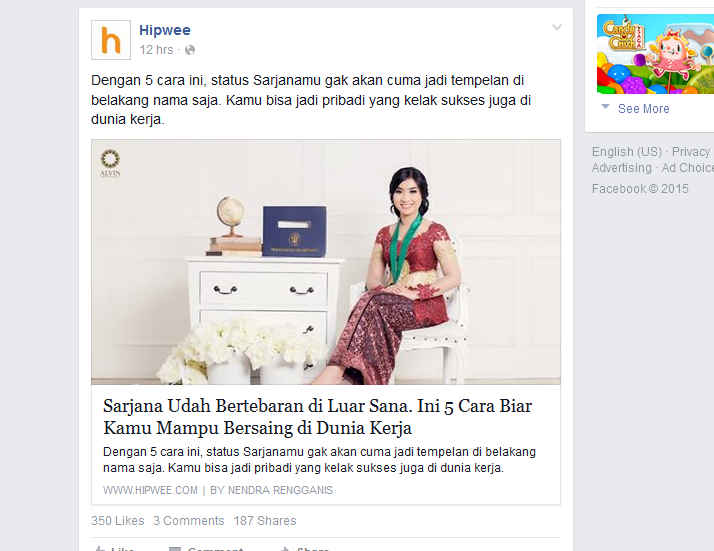 Hipwee
12 hrs ·
Dengan 5 cara ini, status Sarjanamu gak akan cuma jadi tempelan di
belakang nama saja. Kamu bisa jadi pribadi yang kelak sukses juga di
dunia kerja.
ALVIN
Sarjana Udah Bertebaran di Luar Sana. Ini 5 Cara Biar
Kamu Mampu Bersaing di Dunia Kerja
Dengan 5 cara ini, status Sarjanamu gak akan cuma jadi tempelan di belakang
nama saja. Kamu bisa jadi pribadi yang kelak sukses juga di dunia kerja.
WWW.HIPWEE.COM | BY NENDRA RENGGANIS
350 Likes 3 Comments 187 Shares
Like Comment Share
Candy
Crush
SAGA
See More
English (US) · Privacy
Advertising · Ad Choice
Facebook © 2015